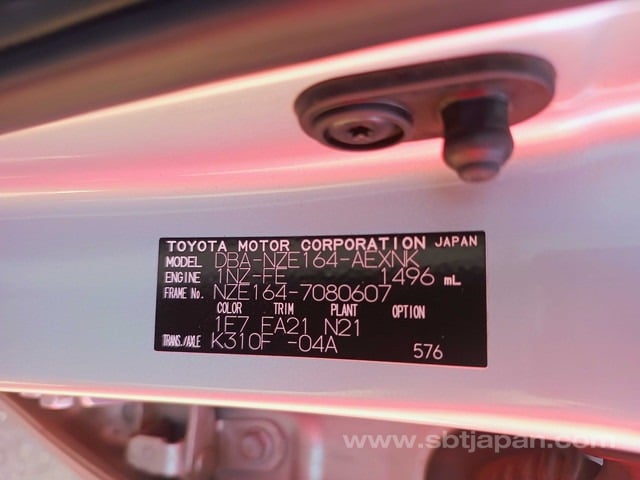 TOYOTA MOTOR CORPORATION JAPAN
MODEL DBA-NZE164-AEXNK
ENGINE 1NZ-FE 1496 mL
FRAME No. NZE164-7080607
COLOR TRIM PLANT OPTION
1F7 EA21 N21
TRANS./AXLE K310F -04A
576
www.sbtjapan.com